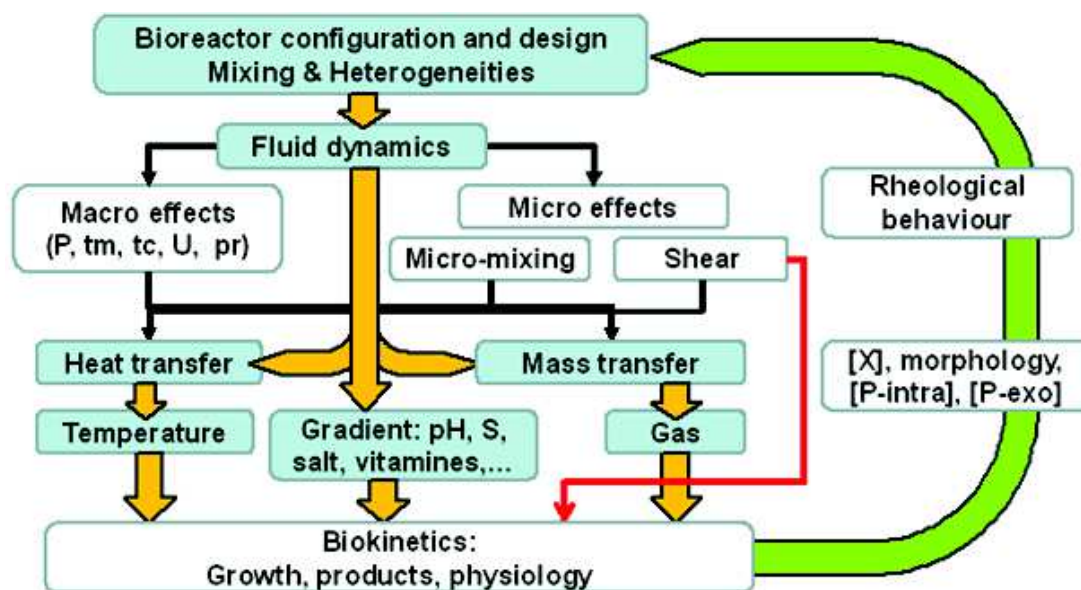 Bioreactor configuration and design
Mixing & Heterogeneities
Fluid dynamics
Macro effects
(P, tm, tc, U, pr)
Micro effects
Micro-mixing
Shear
Rheological
behaviour
Heat transfer
Mass transfer
[X], morphology,
[P-intra], [P-exo]
Temperature
Gradient: pH, S,
salt, vitamines,...
Gas
Biokinetics:
Growth, products, physiology